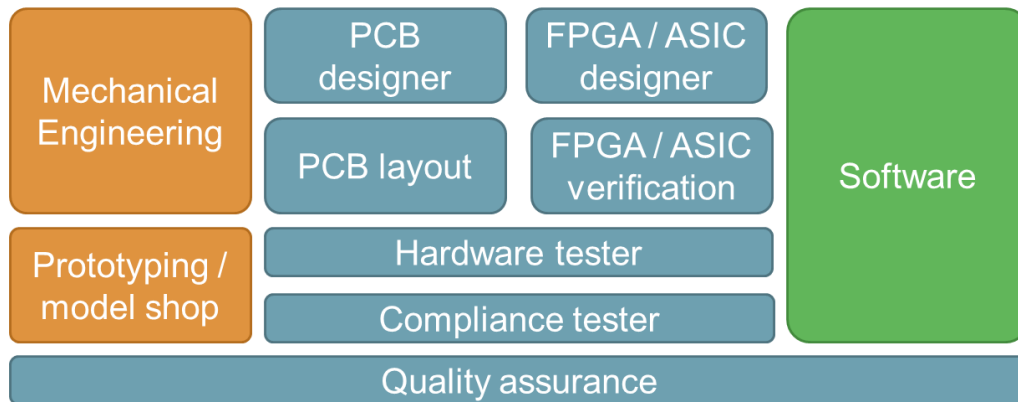 Mechanical
Engineering
PCB
designer
FPGA / ASIC
designer
PCB layout
FPGA / ASIC
verification
Software
Prototyping /
model shop
Hardware tester
Compliance tester
Quality assurance